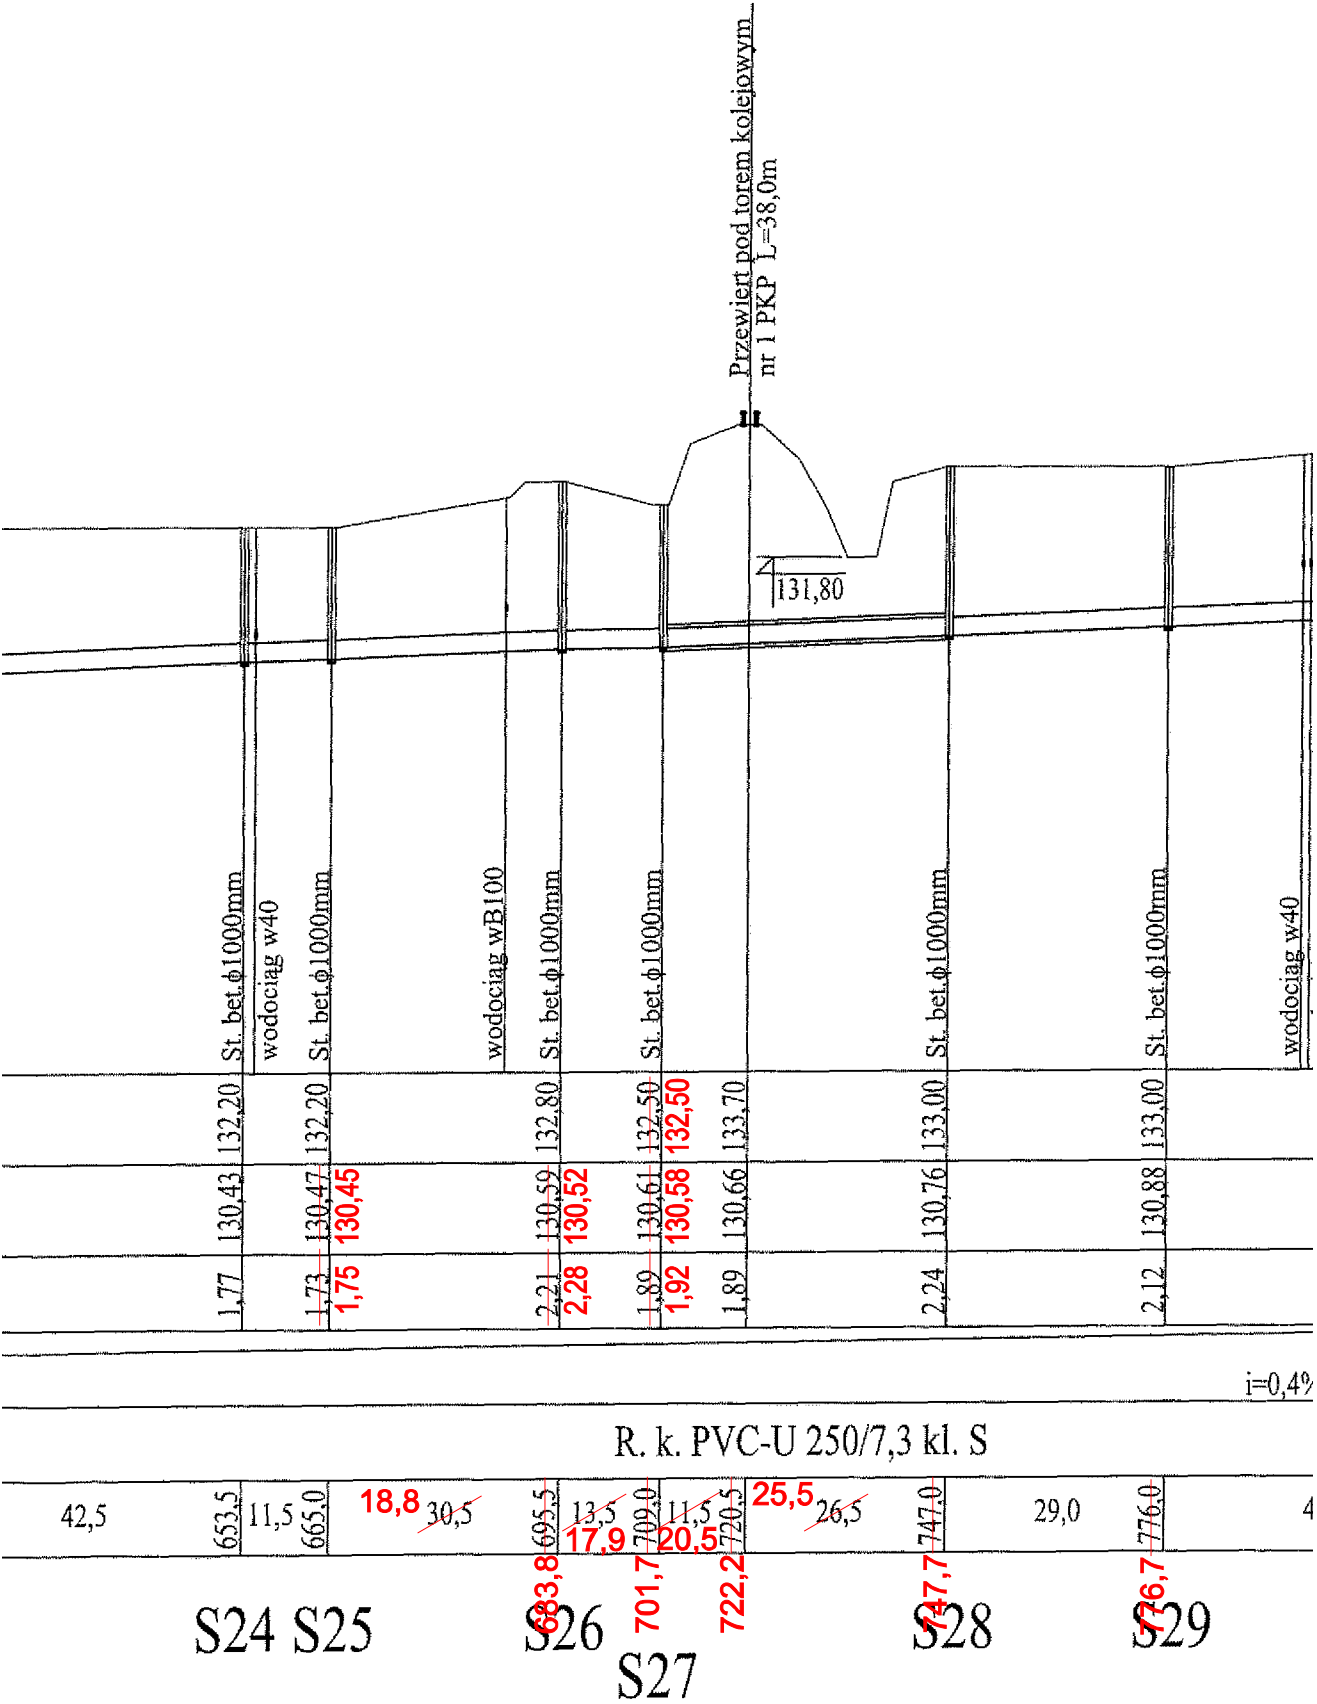 Przewiert pod torem kolejowym
nr 1 PKP L=38,0m
131,80
St. bet.ϕ1000mm
wodociąg w40
St. bet.ϕ1000mm
wodociąg wB100
St. bet.ϕ1000mm
St. bet.ϕ1000mm
St. bet.ϕ1000mm
St. bet.ϕ1000mm
wodociąg w40
132,20 132,20 132,80 132,50 132,50 133,70 133,00 133,00
130,43 130,47 130,45 130,59 130,52 130,61 130,58 130,66 130,76 130,88
1,77 1,73 1,75 2,21 2,28 1,89 1,92 1,89 2,24 2,12
i=0,4%
R. k. PVC-U 250/7,3 kl. S
42,5 653,5 11,5 665,0 18,8 30,5 695,5 13,5 709,0 11,5 720,5 25,5 26,5 747,0 29,0 776,0 4
17,9 20,5
683,8 701,7 722,2 747,7 776,7
S24 S25 S26 S28 S29
S27